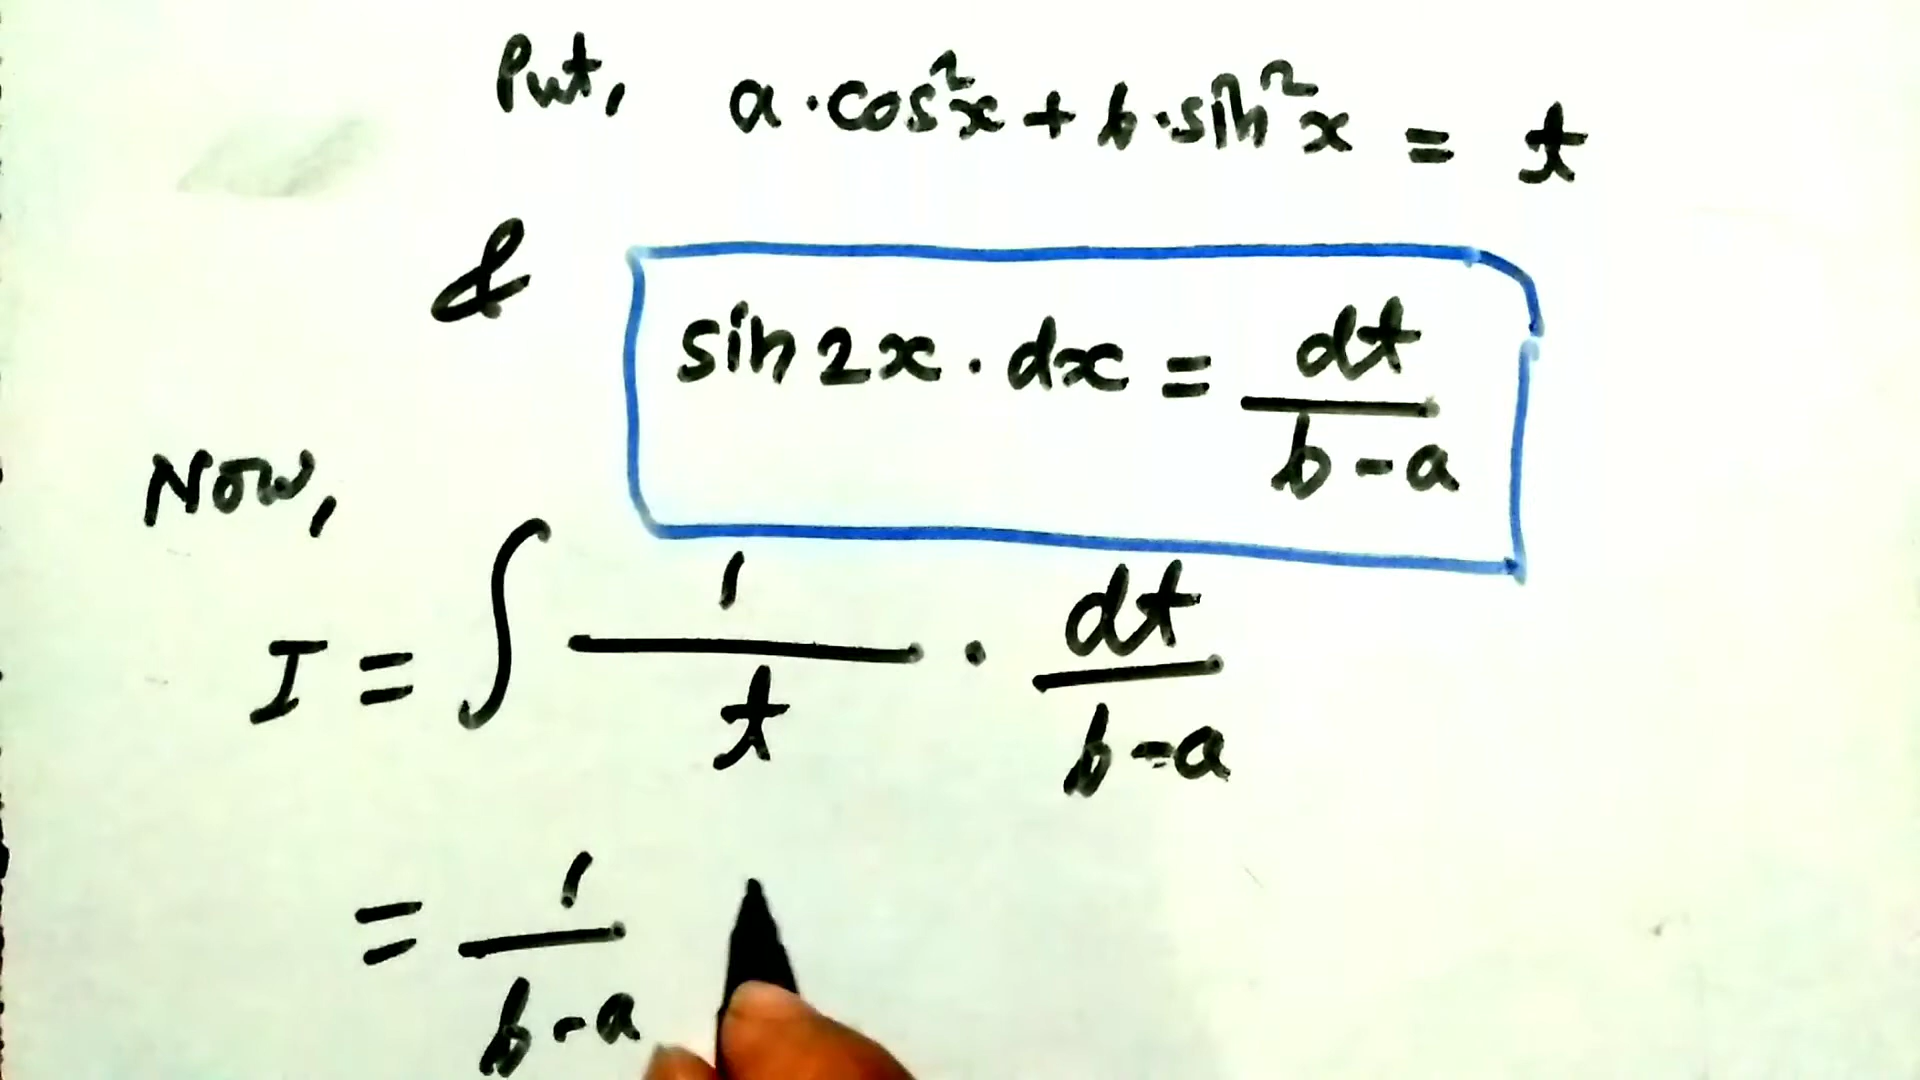 Put, a·cos²x + b·sin²x = t
& sin 2x · dx = dt/(b-a)
Now,
I = ∫ 1/t · dt/(b-a)
= 1/(b-a)